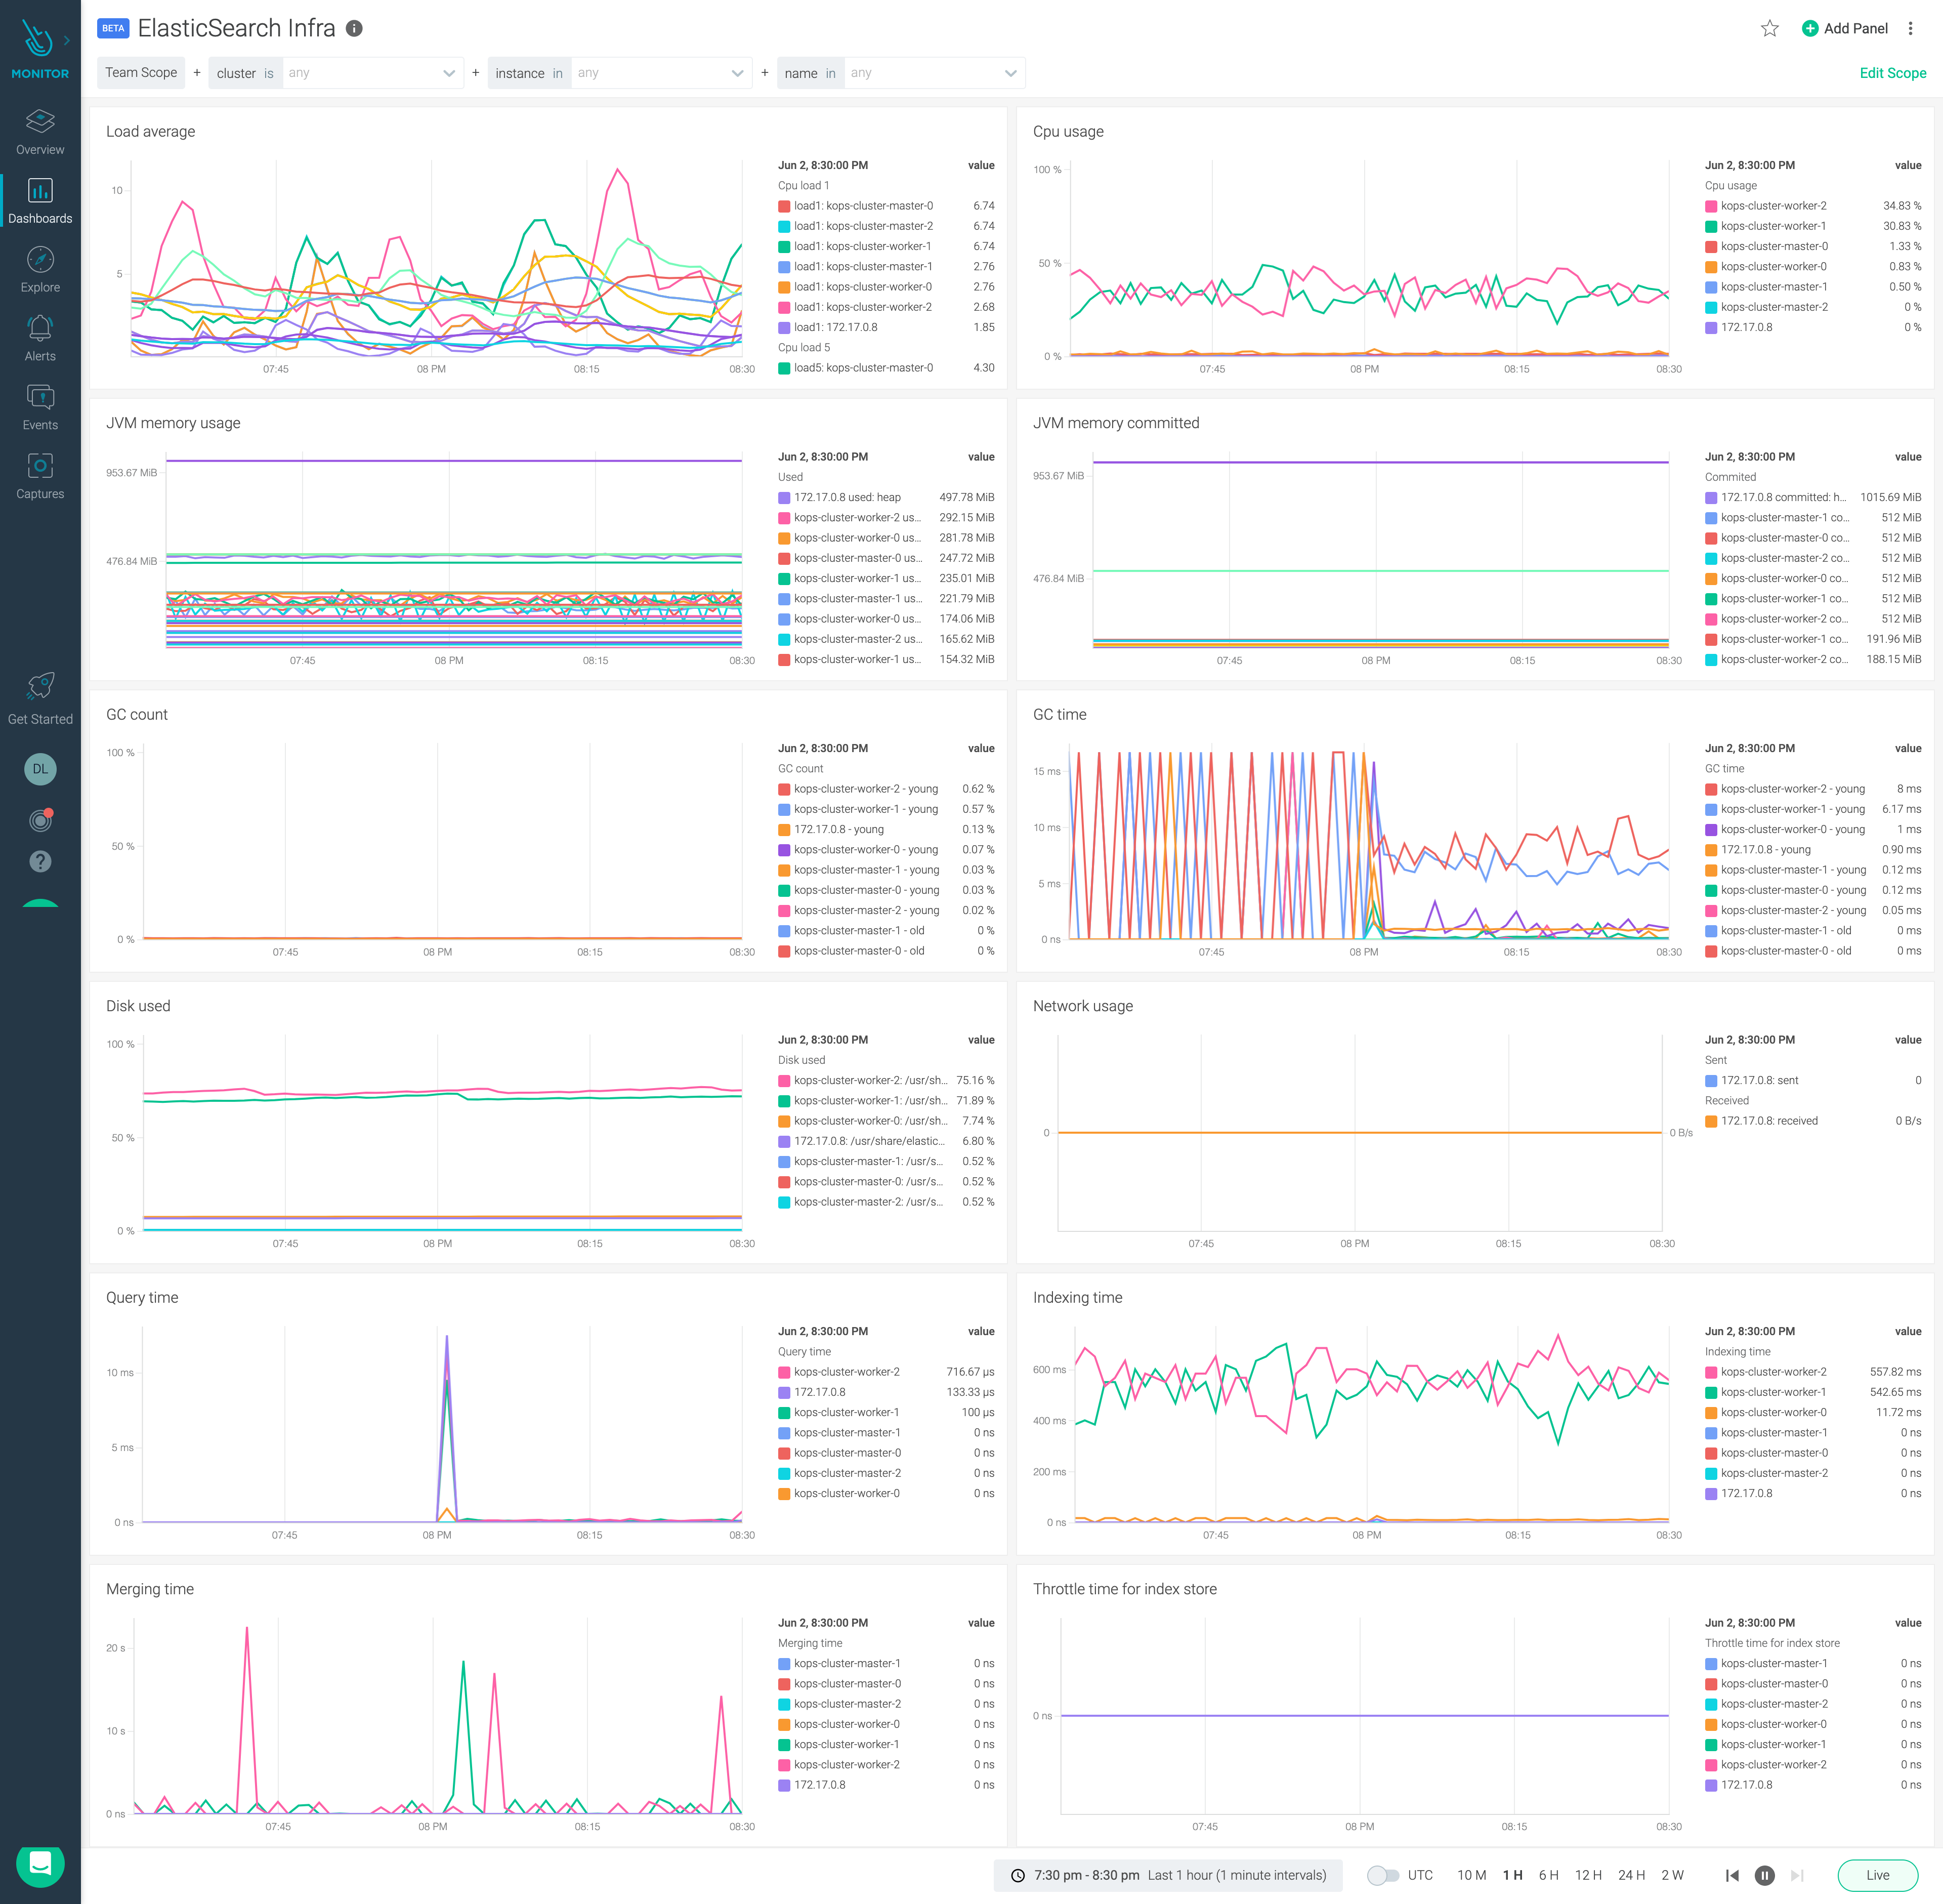 BETA ElasticSearch Infra
Add Panel
MONITOR
Team Scope + cluster is any + instance in any + name in any
Edit Scope
Overview
Dashboards
Explore
Alerts
Events
Captures
Get Started
DL
?
Load average
10
5
07:45 08 PM 08:15 08:30
Jun 2, 8:30:00 PM value
Cpu load 1
load1: kops-cluster-master-0 6.74
load1: kops-cluster-master-2 6.74
load1: kops-cluster-worker-1 6.74
load1: kops-cluster-master-1 2.76
load1: kops-cluster-worker-0 2.76
load1: kops-cluster-worker-2 2.68
load1: 172.17.0.8 1.85
Cpu load 5
load5: kops-cluster-master-0 4.30
Cpu usage
100 %
50 %
0 %
07:45 08 PM 08:15 08:30
Jun 2, 8:30:00 PM value
Cpu usage
kops-cluster-worker-2 34.83 %
kops-cluster-worker-1 30.83 %
kops-cluster-master-0 1.33 %
kops-cluster-worker-0 0.83 %
kops-cluster-master-1 0.50 %
kops-cluster-master-2 0 %
172.17.0.8 0 %
JVM memory usage
953.67 MiB
476.84 MiB
07:45 08 PM 08:15 08:30
Jun 2, 8:30:00 PM value
Used
172.17.0.8 used: heap 497.78 MiB
kops-cluster-worker-2 us... 292.15 MiB
kops-cluster-worker-0 us... 281.78 MiB
kops-cluster-master-0 us... 247.72 MiB
kops-cluster-worker-1 us... 235.01 MiB
kops-cluster-master-1 us... 221.79 MiB
kops-cluster-worker-0 us... 174.06 MiB
kops-cluster-master-2 us... 165.62 MiB
kops-cluster-worker-1 us... 154.32 MiB
JVM memory committed
953.67 MiB
476.84 MiB
07:45 08 PM 08:15 08:30
Jun 2, 8:30:00 PM value
Commited
172.17.0.8 committed: h... 1015.69 MiB
kops-cluster-master-1 co... 512 MiB
kops-cluster-master-0 co... 512 MiB
kops-cluster-master-2 co... 512 MiB
kops-cluster-worker-0 co... 512 MiB
kops-cluster-worker-1 co... 512 MiB
kops-cluster-worker-2 co... 512 MiB
kops-cluster-worker-1 co... 191.96 MiB
kops-cluster-worker-2 co... 188.15 MiB
GC count
100 %
50 %
0 %
07:45 08 PM 08:15 08:30
Jun 2, 8:30:00 PM value
GC count
kops-cluster-worker-2 - young 0.62 %
kops-cluster-worker-1 - young 0.57 %
172.17.0.8 - young 0.13 %
kops-cluster-worker-0 - young 0.07 %
kops-cluster-master-1 - young 0.03 %
kops-cluster-master-0 - young 0.03 %
kops-cluster-master-2 - young 0.02 %
kops-cluster-master-1 - old 0 %
kops-cluster-master-0 - old 0 %
GC time
15 ms
10 ms
5 ms
0 ns
07:45 08 PM 08:15 08:30
Jun 2, 8:30:00 PM value
GC time
kops-cluster-worker-2 - young 8 ms
kops-cluster-worker-1 - young 6.17 ms
kops-cluster-worker-0 - young 1 ms
172.17.0.8 - young 0.90 ms
kops-cluster-master-1 - young 0.12 ms
kops-cluster-master-0 - young 0.12 ms
kops-cluster-master-2 - young 0.05 ms
kops-cluster-master-1 - old 0 ms
kops-cluster-master-0 - old 0 ms
Disk used
100 %
50 %
0 %
07:45 08 PM 08:15 08:30
Jun 2, 8:30:00 PM value
Disk used
kops-cluster-worker-2: /usr/sh... 75.16 %
kops-cluster-worker-1: /usr/sh... 71.89 %
kops-cluster-worker-0: /usr/sh... 7.74 %
172.17.0.8: /usr/share/elastic... 6.80 %
kops-cluster-master-1: /usr/s... 0.52 %
kops-cluster-master-0: /usr/s... 0.52 %
kops-cluster-master-2: /usr/s... 0.52 %
Network usage
0
0 B/s
07:45 08 PM 08:15 08:30
Jun 2, 8:30:00 PM value
Sent
172.17.0.8: sent 0
Received
172.17.0.8: received 0 B/s
Query time
10 ms
5 ms
0 ns
07:45 08 PM 08:15 08:30
Jun 2, 8:30:00 PM value
Query time
kops-cluster-worker-2 716.67 µs
172.17.0.8 133.33 µs
kops-cluster-worker-1 100 µs
kops-cluster-master-1 0 ns
kops-cluster-master-0 0 ns
kops-cluster-master-2 0 ns
kops-cluster-worker-0 0 ns
Indexing time
600 ms
400 ms
200 ms
0 ns
07:45 08 PM 08:15 08:30
Jun 2, 8:30:00 PM value
Indexing time
kops-cluster-worker-2 557.82 ms
kops-cluster-worker-1 542.65 ms
kops-cluster-worker-0 11.72 ms
kops-cluster-master-1 0 ns
kops-cluster-master-0 0 ns
kops-cluster-master-2 0 ns
172.17.0.8 0 ns
Merging time
20 s
10 s
0 ns
07:45 08 PM 08:15 08:30
Jun 2, 8:30:00 PM value
Merging time
kops-cluster-master-1 0 ns
kops-cluster-master-0 0 ns
kops-cluster-master-2 0 ns
kops-cluster-worker-0 0 ns
kops-cluster-worker-1 0 ns
kops-cluster-worker-2 0 ns
172.17.0.8 0 ns
Throttle time for index store
0 ns
07:45 08 PM 08:15 08:30
Jun 2, 8:30:00 PM value
Throttle time for index store
kops-cluster-master-1 0 ns
kops-cluster-master-0 0 ns
kops-cluster-master-2 0 ns
kops-cluster-worker-0 0 ns
kops-cluster-worker-1 0 ns
kops-cluster-worker-2 0 ns
172.17.0.8 0 ns
7:30 pm - 8:30 pm Last 1 hour (1 minute intervals) UTC 10 M 1 H 6 H 12 H 24 H 2 W Live